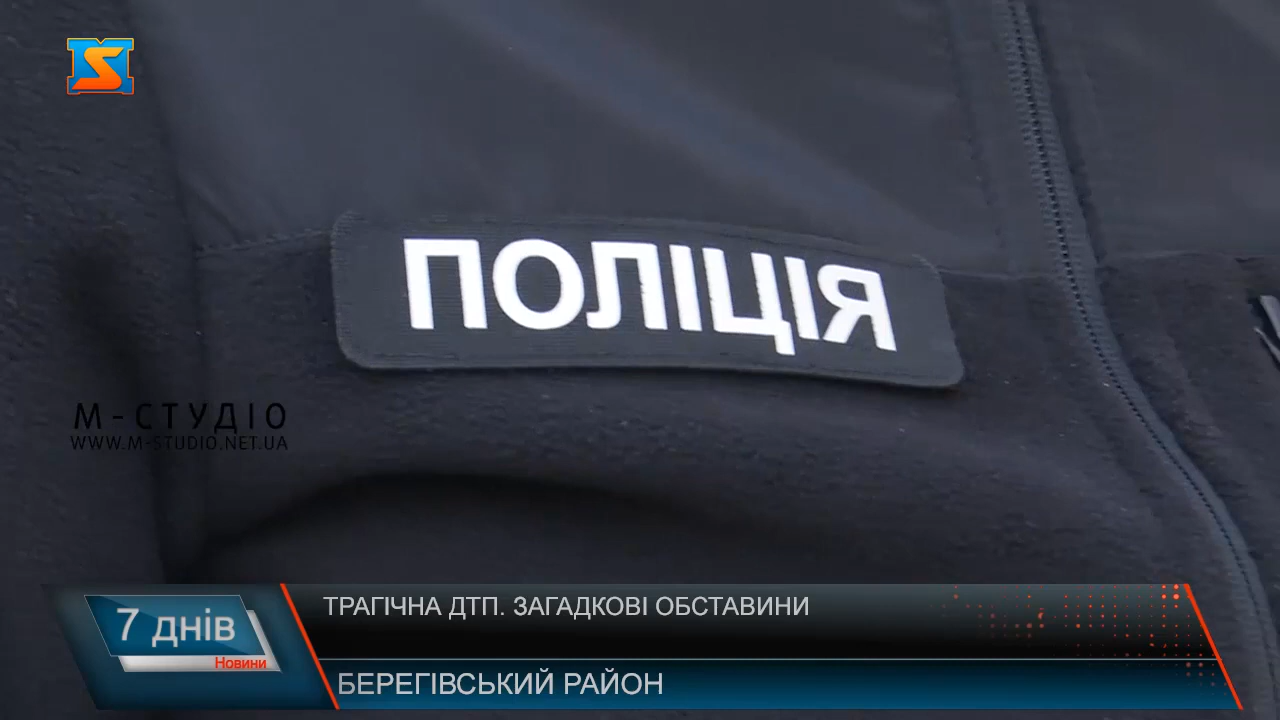 ПОЛІЦІЯ
М-СТУДІО
WWW.M-STUDIO.NET.UA
7 днів
Новини
ТРАГІЧНА ДТП. ЗАГАДКОВІ ОБСТАВИНИ
БЕРЕГІВСЬКИЙ РАЙОН